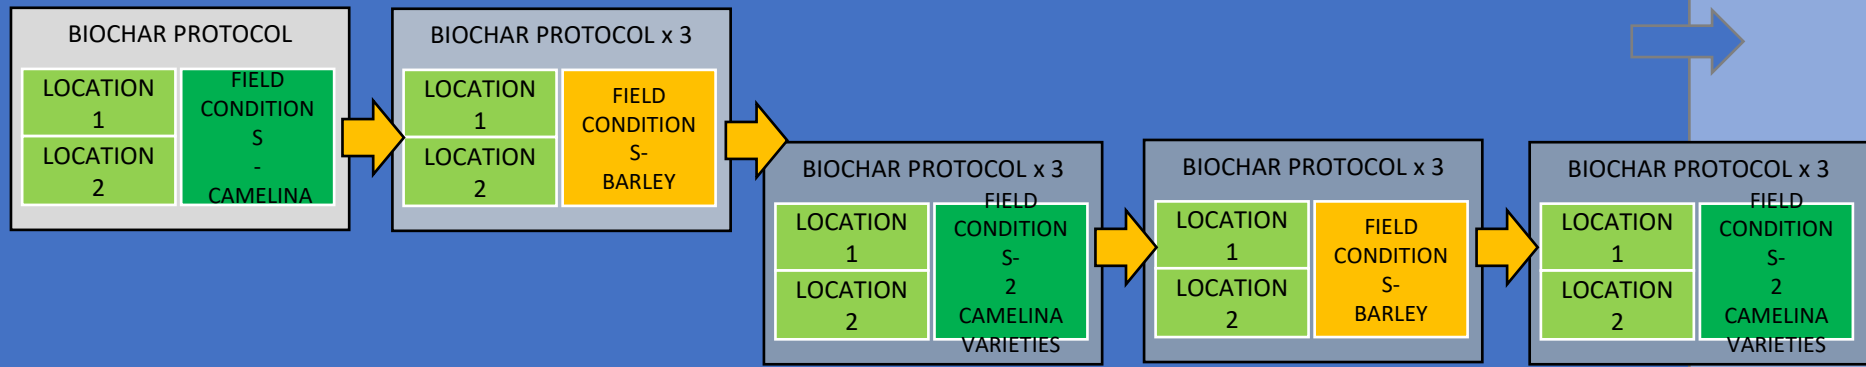 BIOCHAR PROTOCOL
LOCATION
1
LOCATION
2
FIELD
CONDITION
S
-
CAMELINA
BIOCHAR PROTOCOL x 3
LOCATION
1
LOCATION
2
FIELD
CONDITION
S-
BARLEY
BIOCHAR PROTOCOL x 3
LOCATION
1
LOCATION
2
FIELD
CONDITION
S-
2
CAMELINA
VARIETIES
BIOCHAR PROTOCOL x 3
LOCATION
1
LOCATION
2
FIELD
CONDITION
S-
BARLEY
BIOCHAR PROTOCOL x 3
LOCATION
1
LOCATION
2
FIELD
CONDITION
S-
2
CAMELINA
VARIETIES